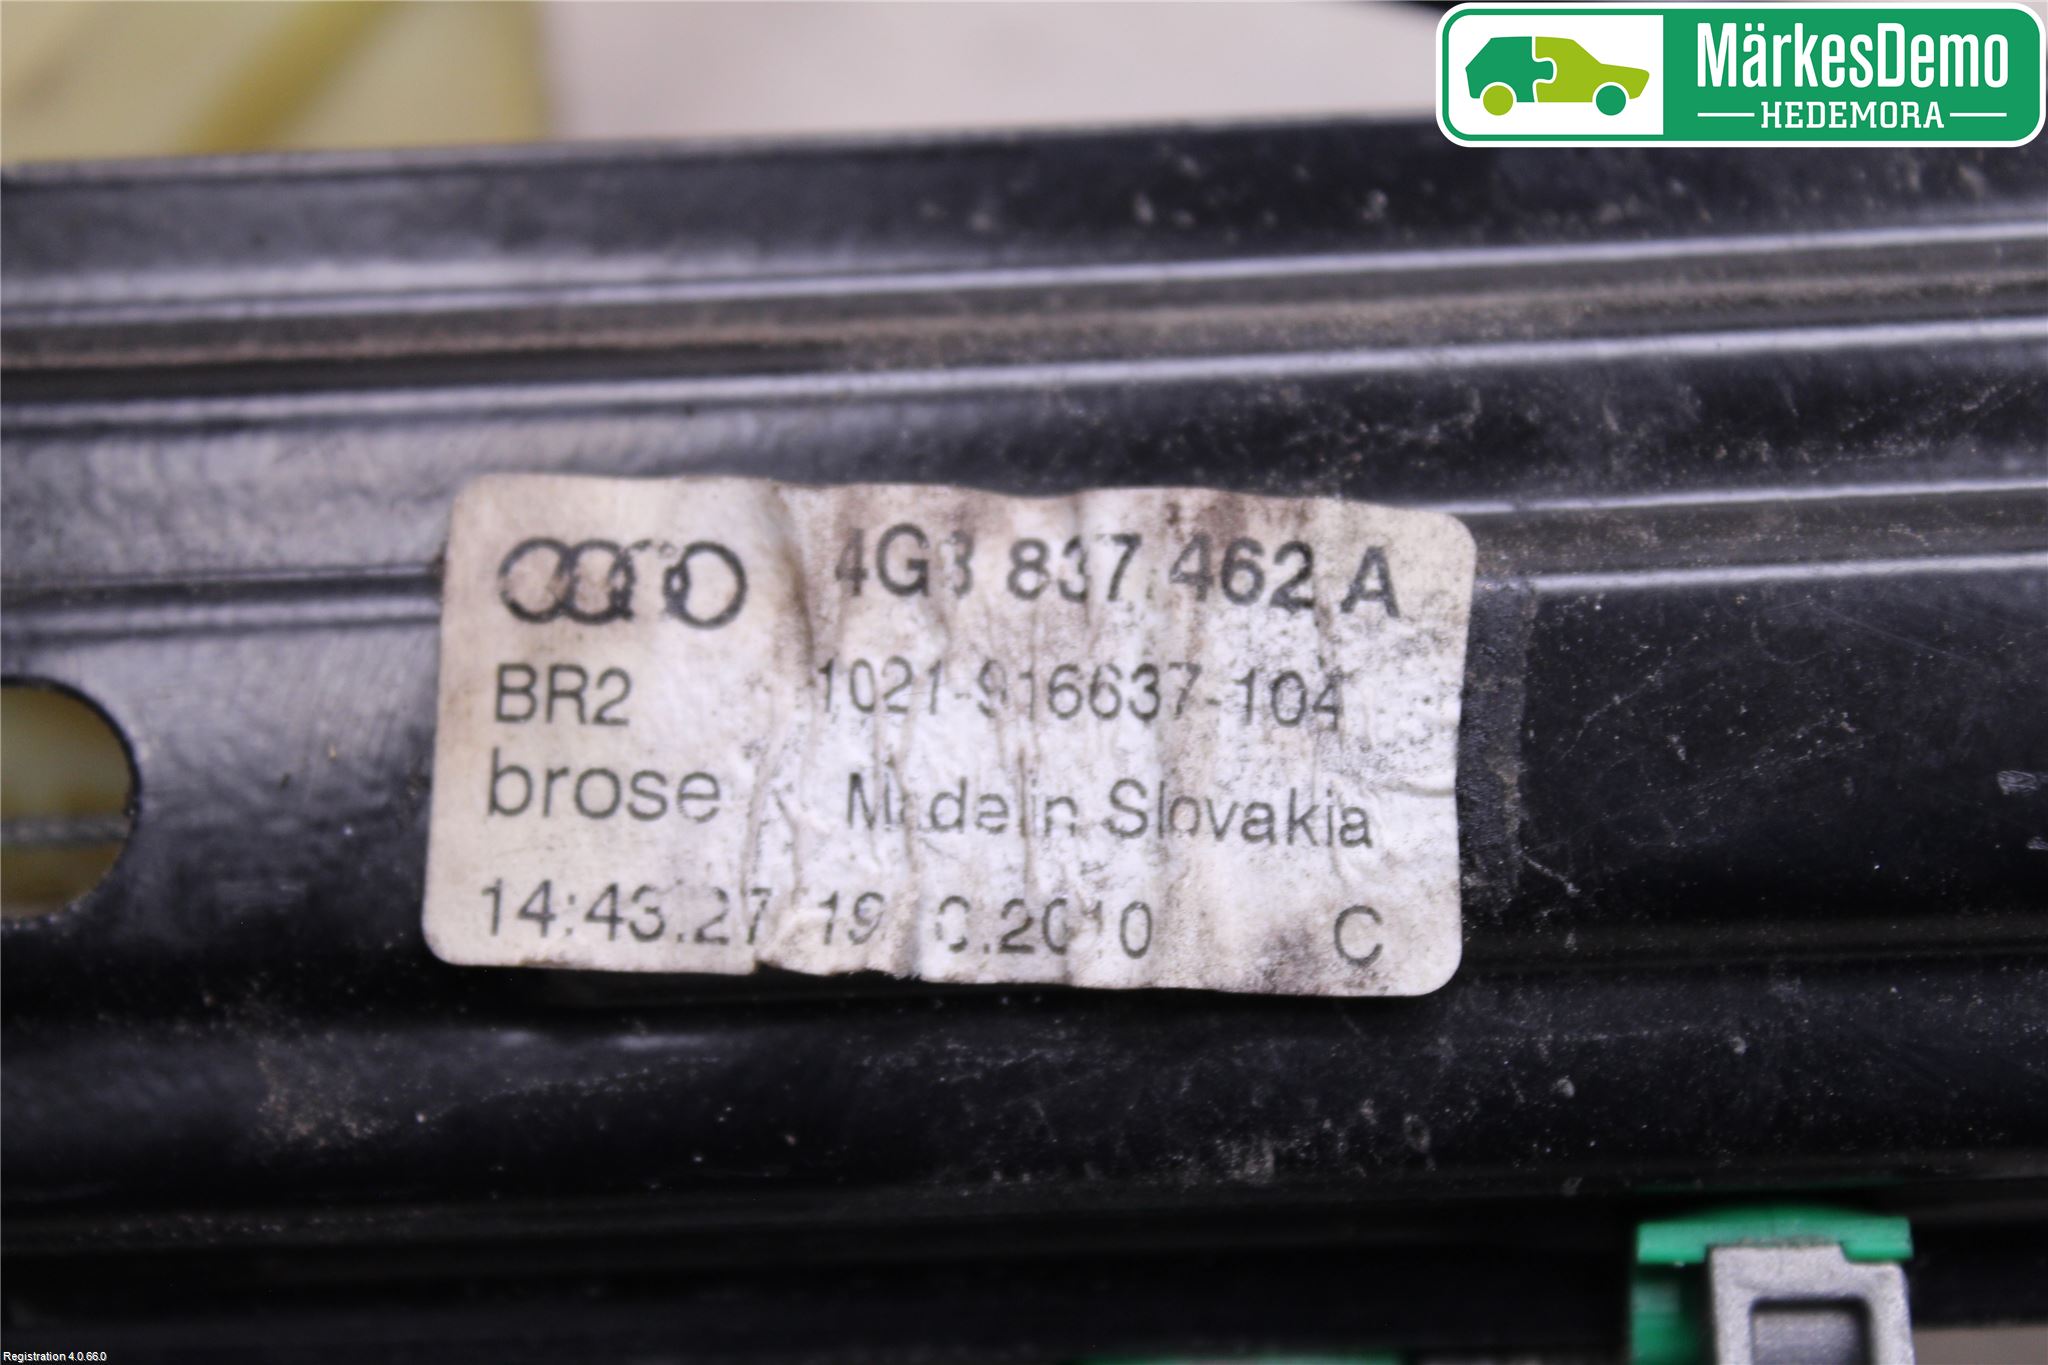 MärkesDemo
HEDEMORA
837 462 A
BR2 1021-916637-104
brose Made in Slovakia
14:43:27 C
Registration 4.0.66.0